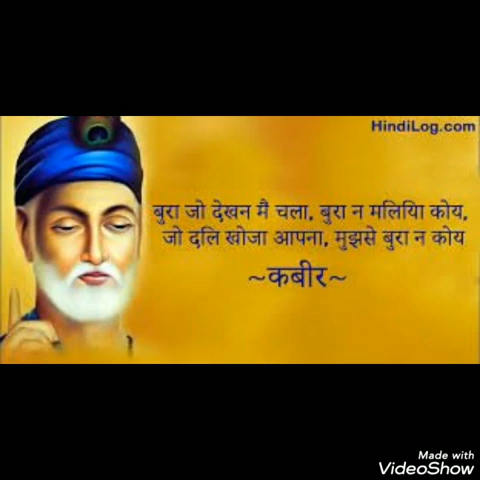 HindiLog.com
बुरा जो देखन मैं चला, बुरा न मलियिा कोय,
जो दलि खोजा आपना, मुझसे बुरा न कोय
~कबीर~
Made with
VideoShow